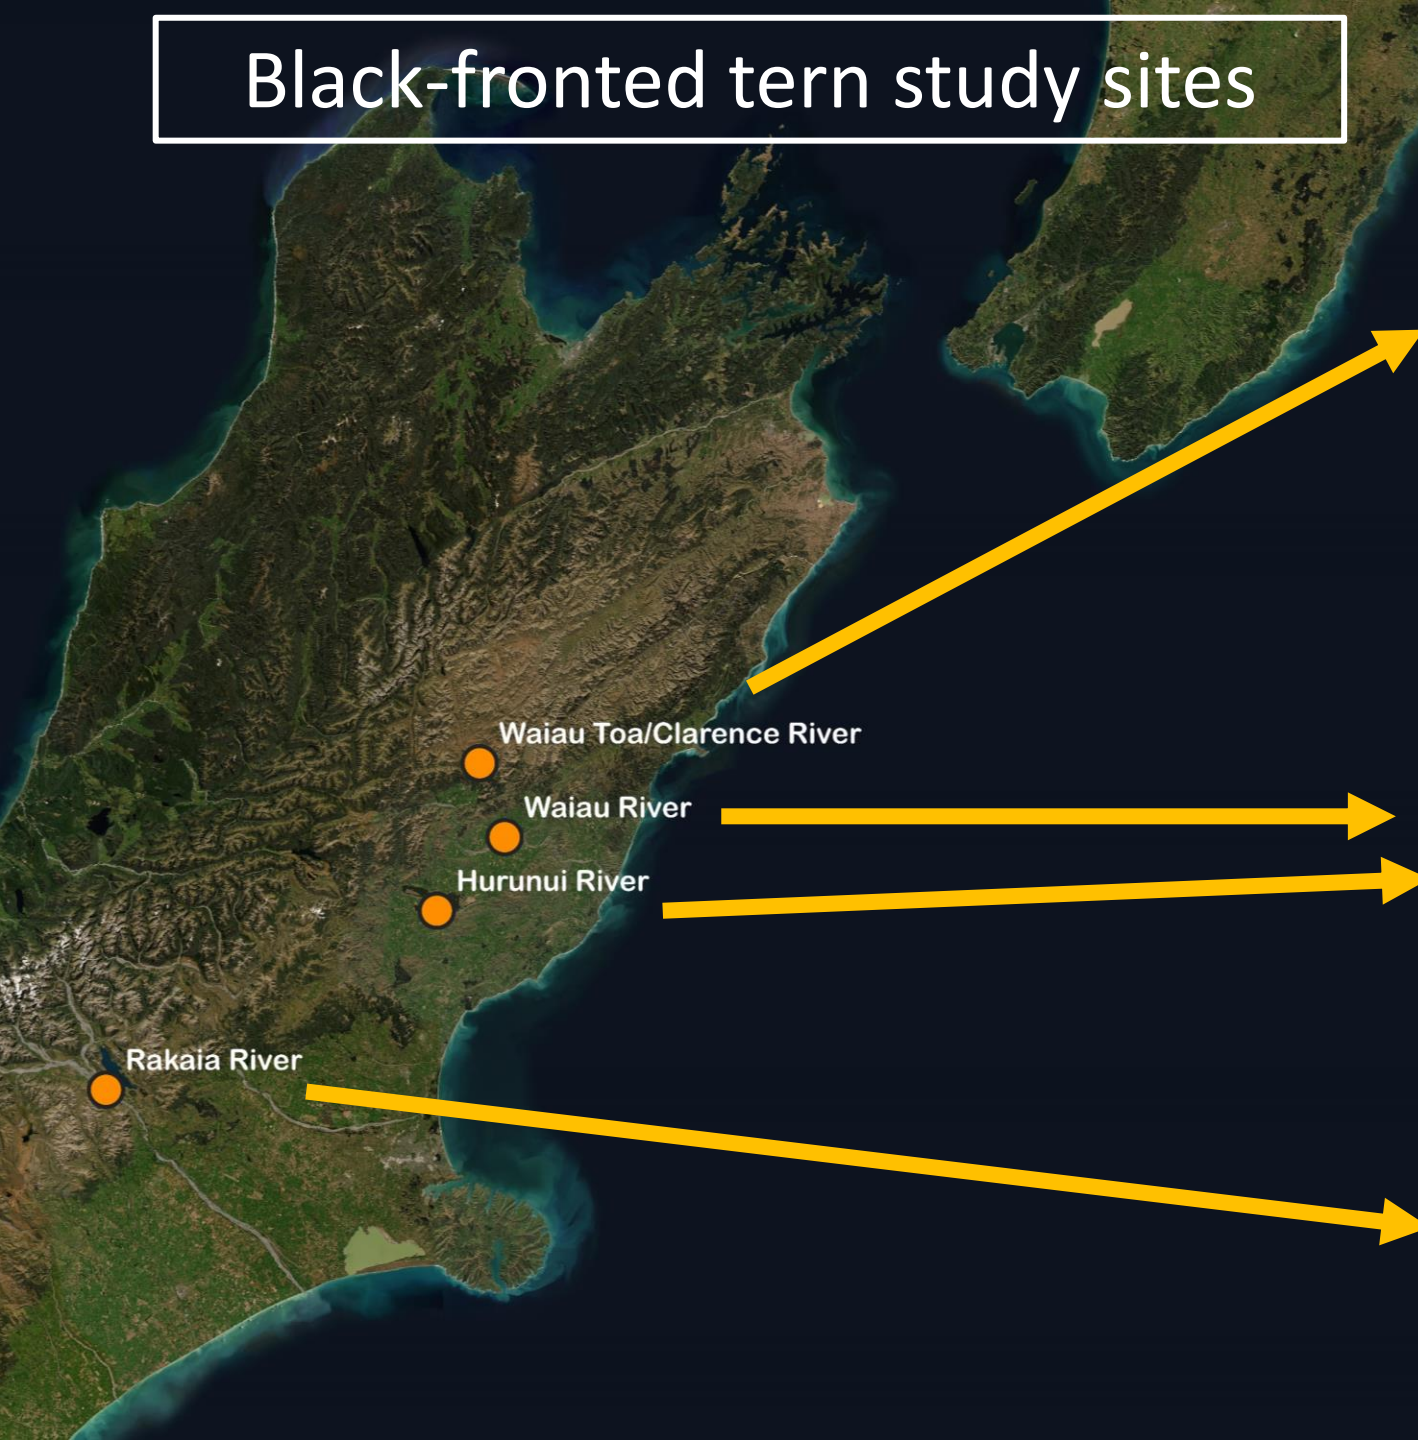 Black-fronted tern study sites
Waiau Toa/Clarence River
Waiau River
Hurunui River
Rakaia River